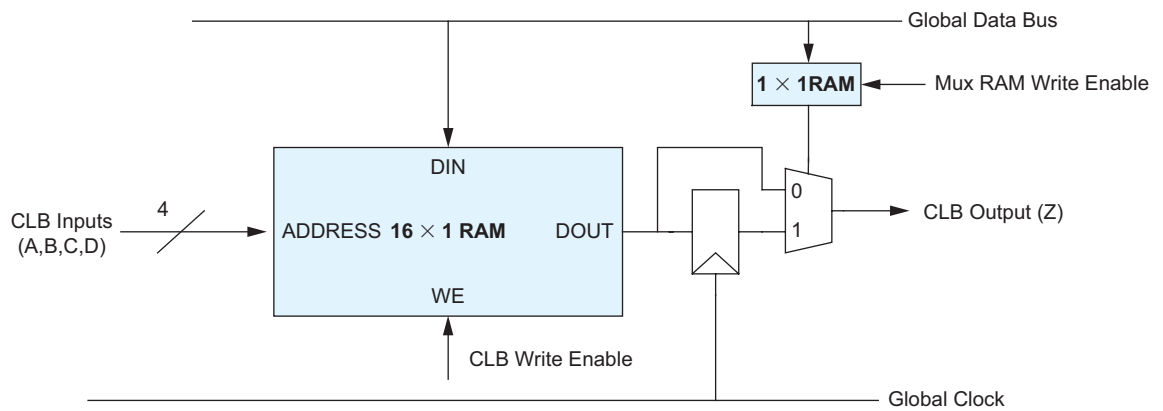 Global Data Bus
1 × 1RAM
Mux RAM Write Enable
DIN
4
0
CLB Inputs
(A,B,C,D)
ADDRESS 16 × 1 RAM DOUT
1
CLB Output (Z)
WE
CLB Write Enable
Global Clock